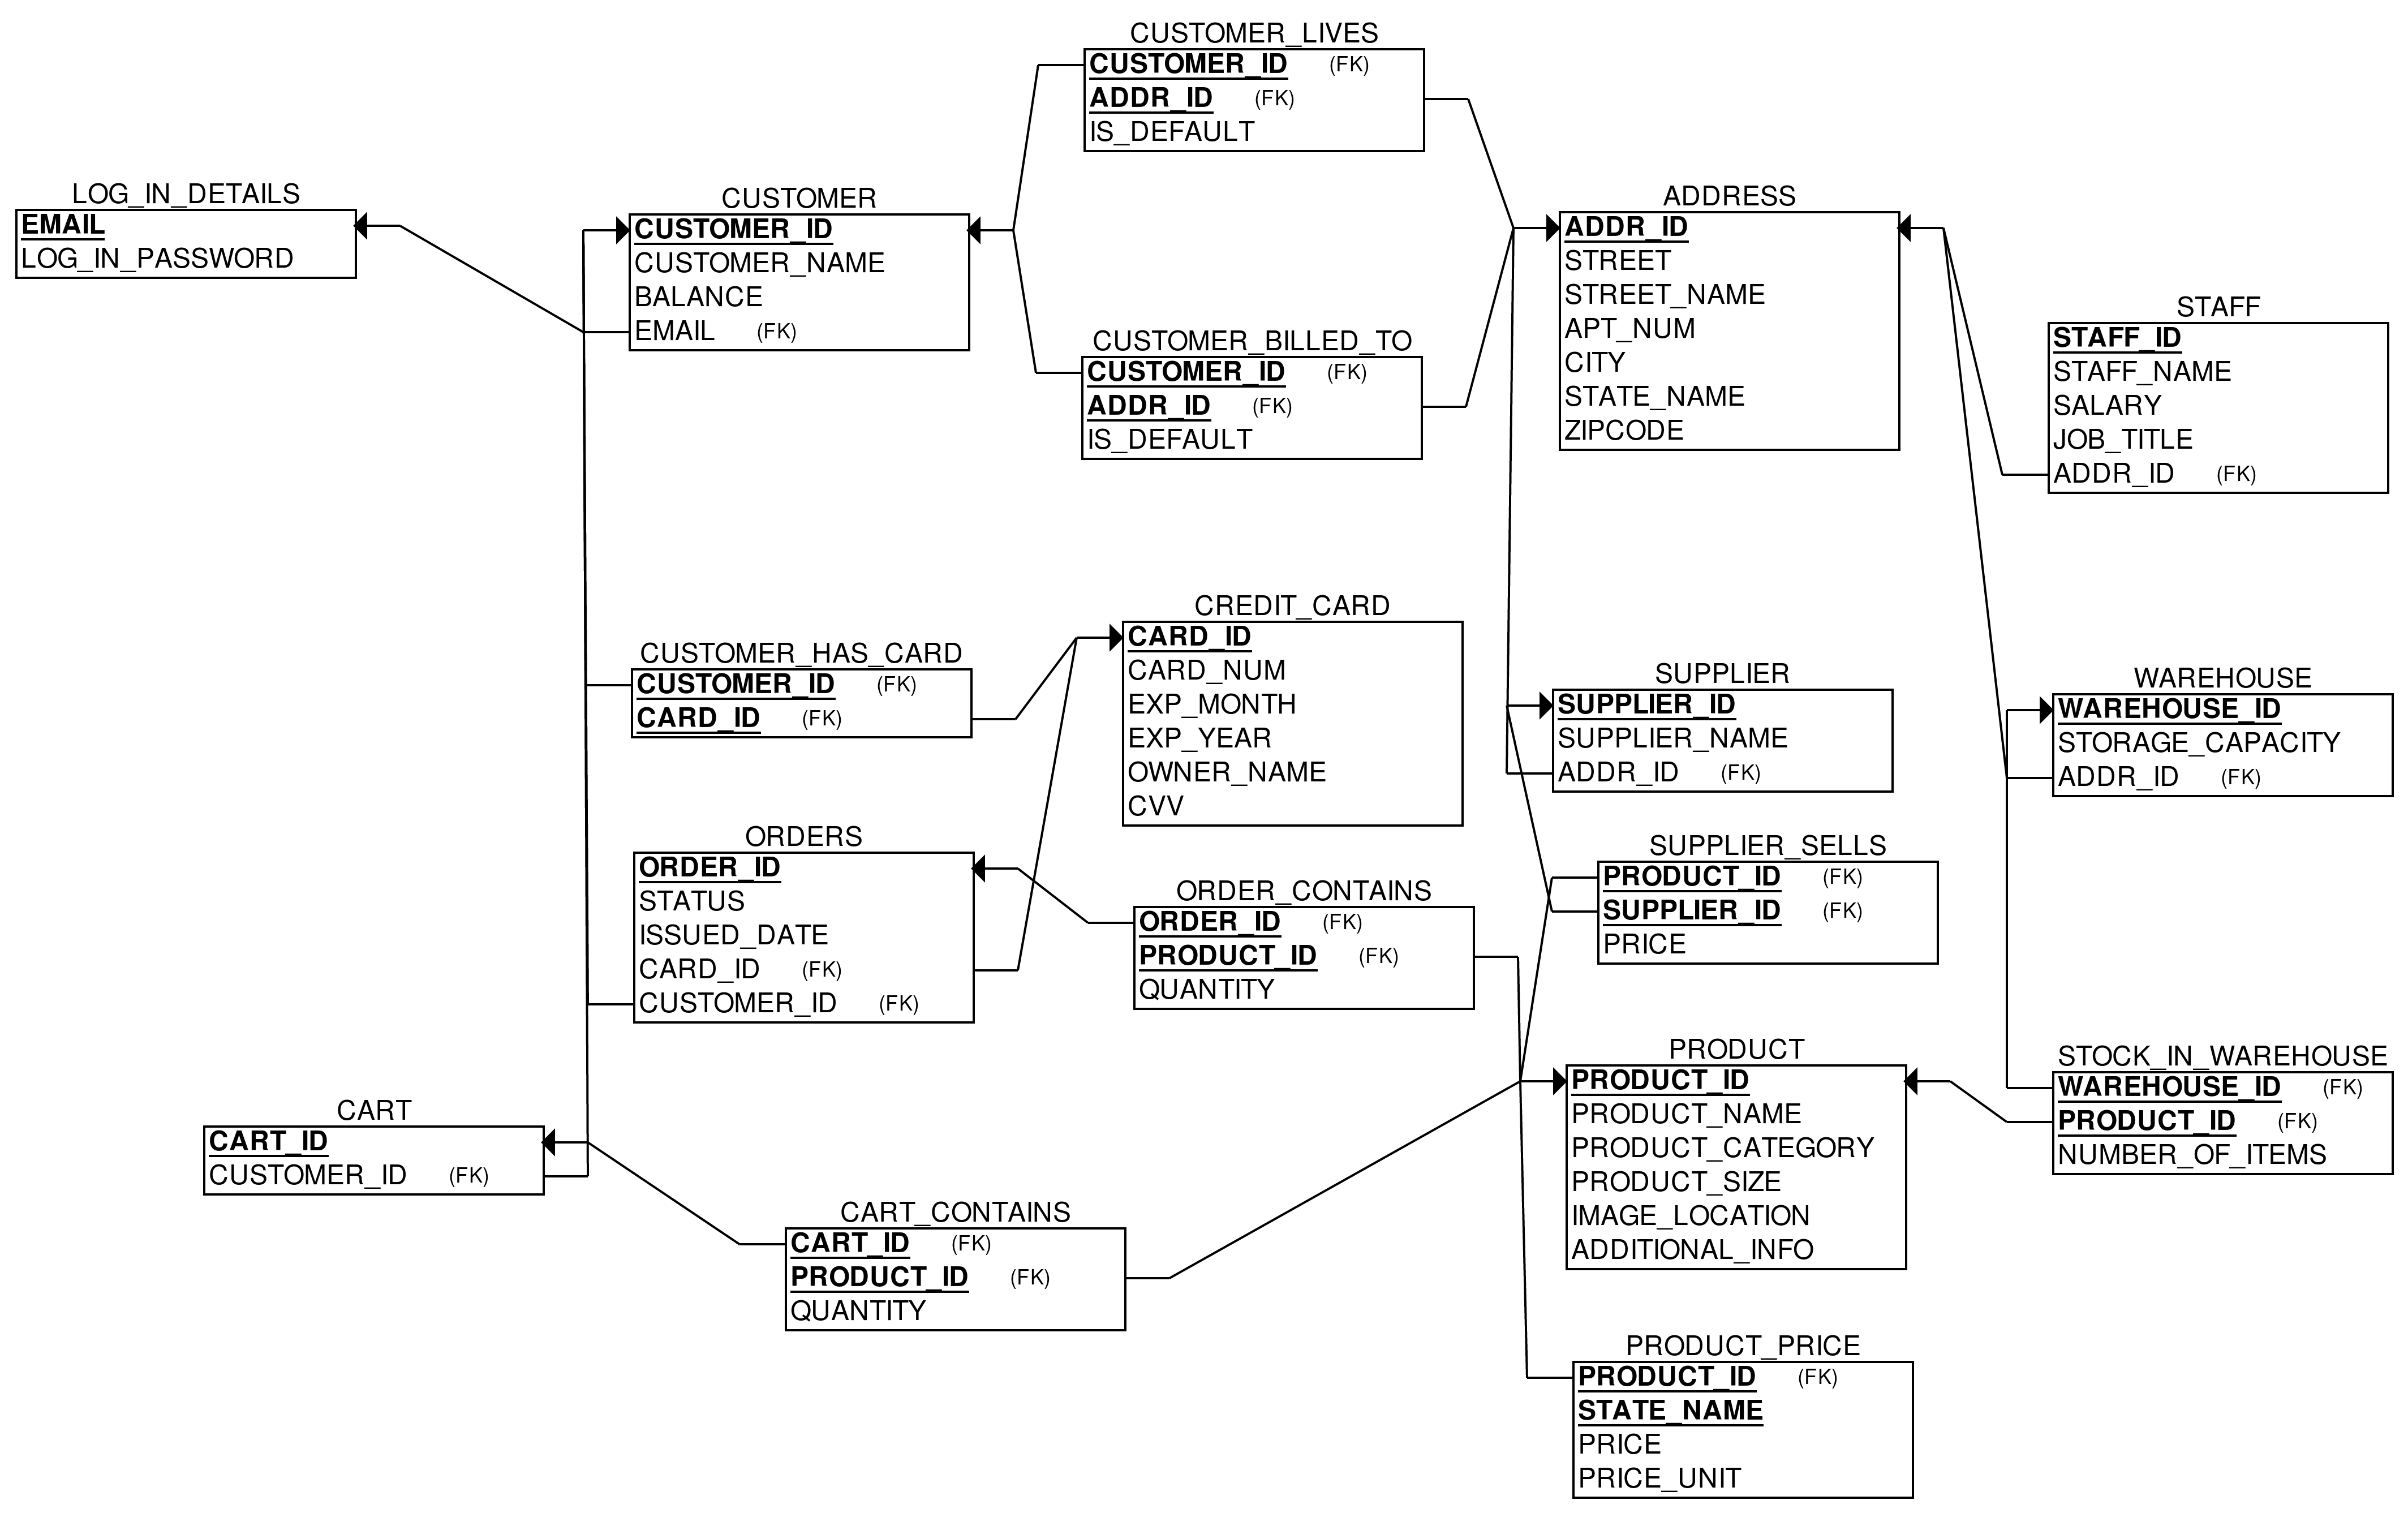 CUSTOMER_LIVES
CUSTOMER_ID (FK)
ADDR_ID (FK)
IS_DEFAULT
LOG_IN_DETAILS
EMAIL
LOG_IN_PASSWORD
CUSTOMER
CUSTOMER_ID
CUSTOMER_NAME
BALANCE
EMAIL (FK)
CUSTOMER_BILLED_TO
CUSTOMER_ID (FK)
ADDR_ID (FK)
IS_DEFAULT
ADDRESS
ADDR_ID
STREET
STREET_NAME
APT_NUM
CITY
STATE_NAME
ZIPCODE
STAFF
STAFF_ID
STAFF_NAME
SALARY
JOB_TITLE
ADDR_ID (FK)
CUSTOMER_HAS_CARD
CUSTOMER_ID (FK)
CARD_ID (FK)
CREDIT_CARD
CARD_ID
CARD_NUM
EXP_MONTH
EXP_YEAR
OWNER_NAME
CVV
SUPPLIER
SUPPLIER_ID
SUPPLIER_NAME
ADDR_ID (FK)
WAREHOUSE
WAREHOUSE_ID
STORAGE_CAPACITY
ADDR_ID (FK)
ORDERS
ORDER_ID
STATUS
ISSUED_DATE
CARD_ID (FK)
CUSTOMER_ID (FK)
ORDER_CONTAINS
ORDER_ID (FK)
PRODUCT_ID (FK)
QUANTITY
SUPPLIER_SELLS
PRODUCT_ID (FK)
SUPPLIER_ID (FK)
PRICE
CART
CART_ID
CUSTOMER_ID (FK)
CART_CONTAINS
CART_ID (FK)
PRODUCT_ID (FK)
QUANTITY
PRODUCT
PRODUCT_ID
PRODUCT_NAME
PRODUCT_CATEGORY
PRODUCT_SIZE
IMAGE_LOCATION
ADDITIONAL_INFO
STOCK_IN_WAREHOUSE
WAREHOUSE_ID (FK)
PRODUCT_ID (FK)
NUMBER_OF_ITEMS
PRODUCT_PRICE
PRODUCT_ID (FK)
STATE_NAME
PRICE
PRICE_UNIT